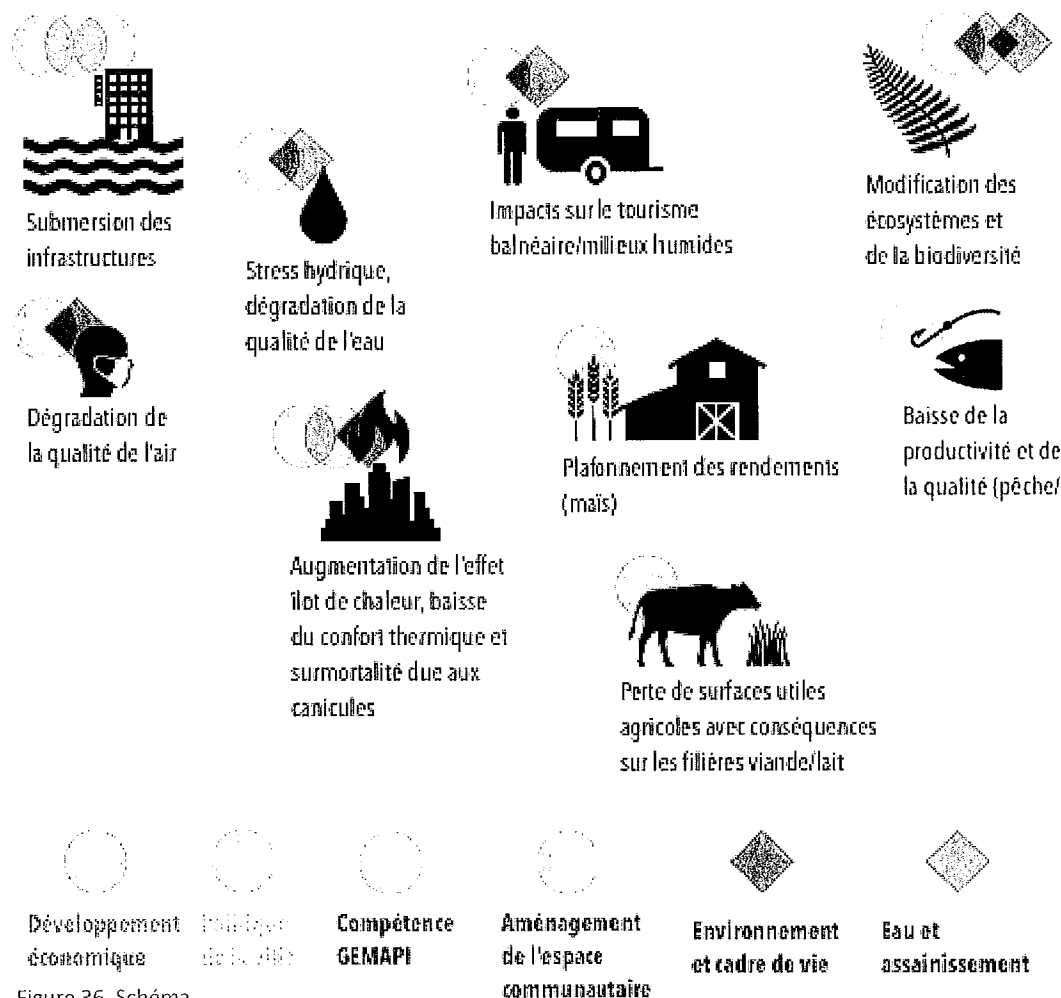 Submersion des
infrastructures
Stress hydrique,
dégradation de la
qualité de l'eau
Impacts sur le tourisme
balnéaire/milieux humides
Modification des
écosystèmes et
de la biodiversité
Dégradation de
la qualité de l'air
Augmentation de l'effet
îlot de chaleur, baisse
du confort thermique et
surmortalité due aux
canicules
Plafonnement des rendements
(maïs)
Baisse de la
productivité et de
la qualité (pêche/
Perte de surfaces utiles
agricoles avec conséquences
sur les filières viande/lait
Développement
économique
Politique
de la ville
Compétence
GEMAPI
Aménagement
de l'espace
communautaire
Environnement
et cadre de vie
Eau et
assainissement
Figure 36. Schéma